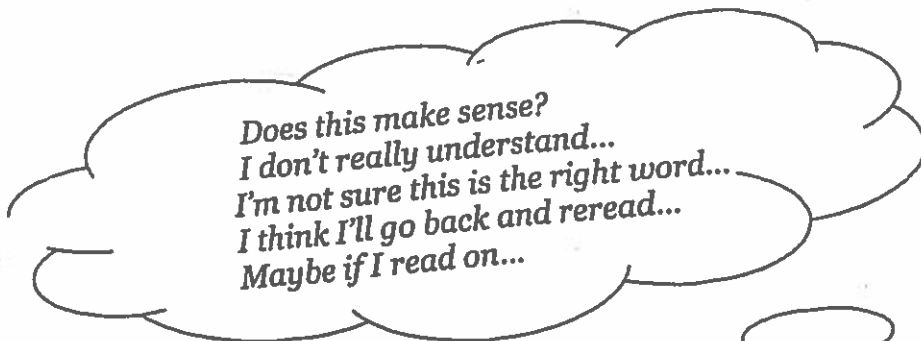 Does this make sense?
I don't really understand...
I'm not sure this is the right word...
I think I'll go back and reread...
Maybe if I read on...